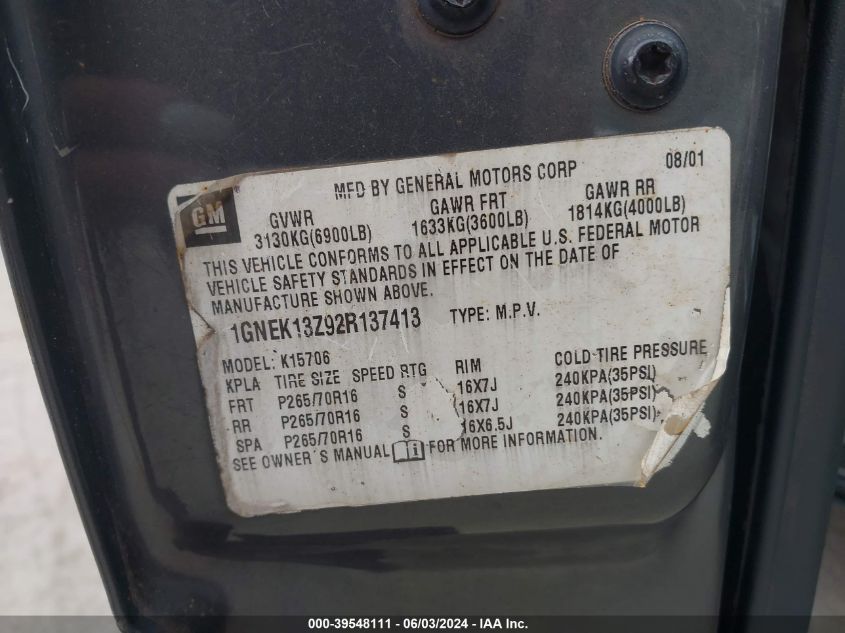 MFD BY GENERAL MOTORS CORP 08/01
GM
GVWR GAWR FRT GAWR RR
3130KG(6900LB) 1633KG(3600LB) 1814KG(4000LB)
THIS VEHICLE CONFORMS TO ALL APPLICABLE U.S. FEDERAL MOTOR
VEHICLE SAFETY STANDARDS IN EFFECT ON THE DATE OF
MANUFACTURE SHOWN ABOVE.
1GNEK13Z92R137413 TYPE: M.P.V.
MODEL: K15706
KPLA TIRE SIZE SPEED RTG RIM COLD TIRE PRESSURE
FRT P265/70R16 S 16X7J 240KPA(35PSI)
RR P265/70R16 S 16X7J 240KPA(35PSI)
SPA P265/70R16 S 16X6.5J 240KPA(35PSI)
SEE OWNER'S MANUAL i FOR MORE INFORMATION.
000-39548111 - 06/03/2024 - IAA Inc.